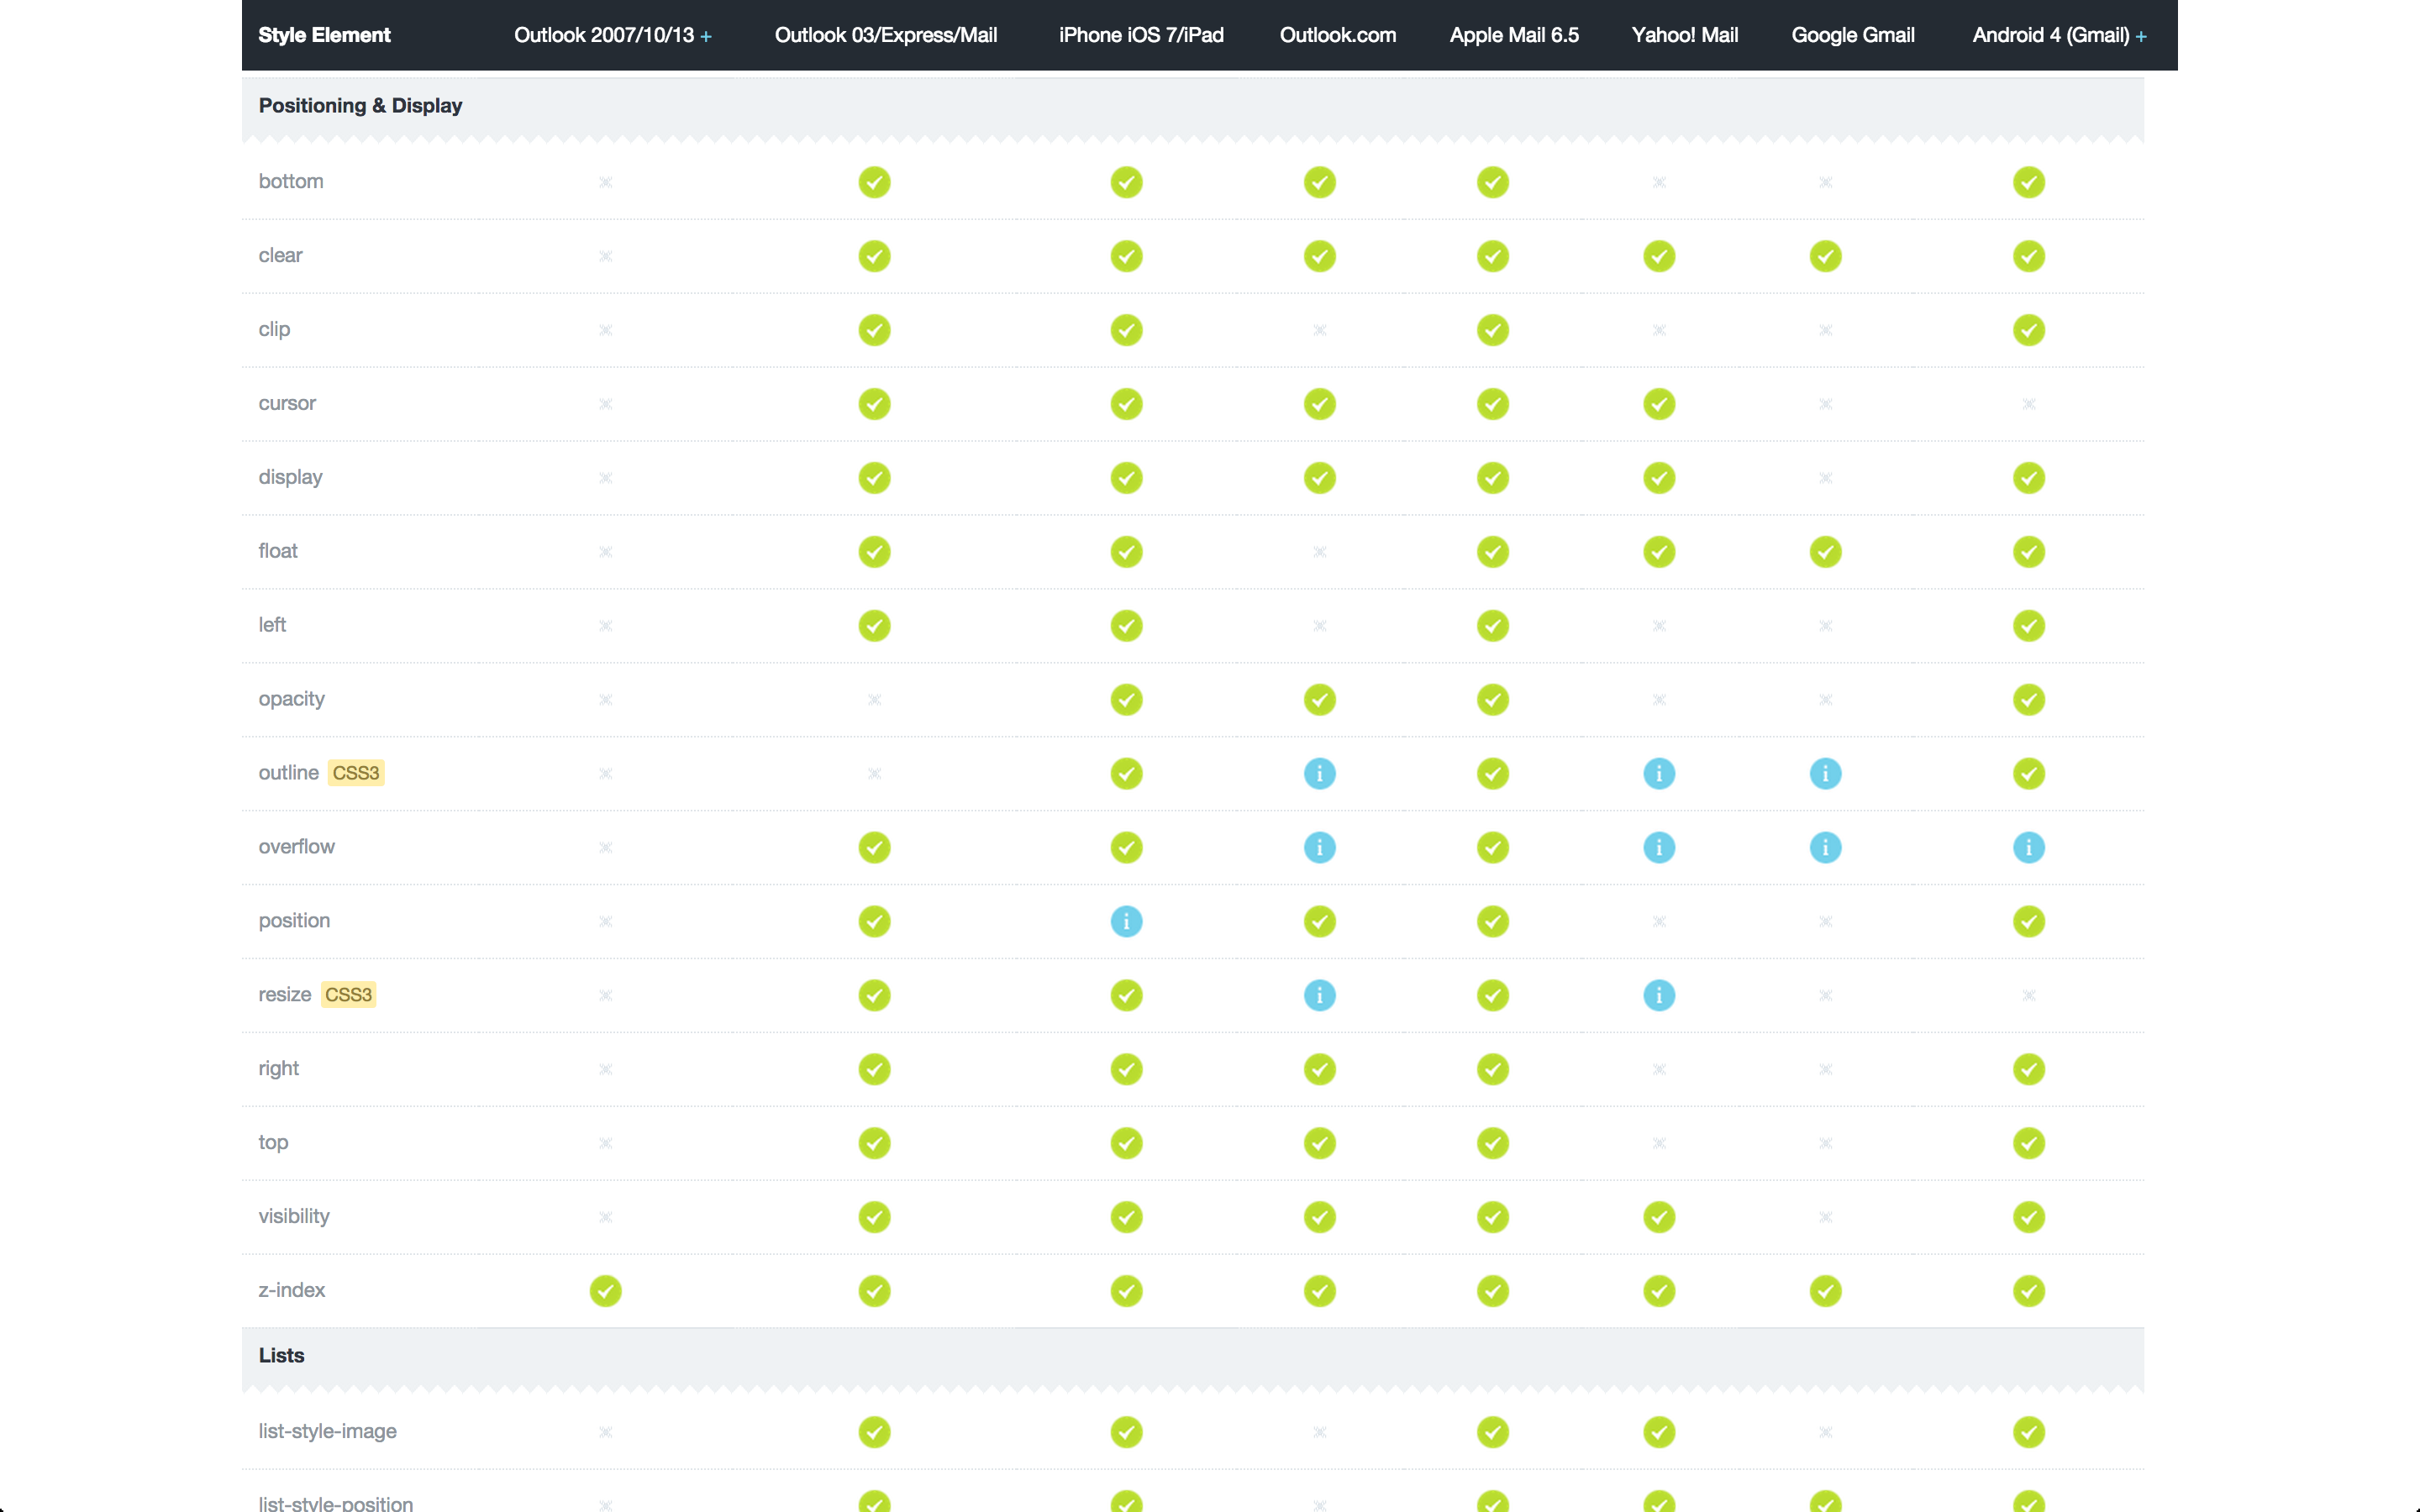 Style Element Outlook 2007/10/13 + Outlook 03/Express/Mail iPhone iOS 7/iPad Outlook.com Apple Mail 6.5 Yahoo! Mail Google Gmail Android 4 (Gmail) +
Positioning & Display
bottom
clear
clip
cursor
display
float
left
opacity
outline CSS3
overflow
position
resize CSS3
right
top
visibility
z-index
Lists
list-style-image
list-style-position